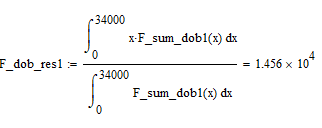 34000
x·F_sum_dob1(x) dx
0
F_dob_res1 := = 1.456 × 10⁴
34000
F_sum_dob1(x) dx
0